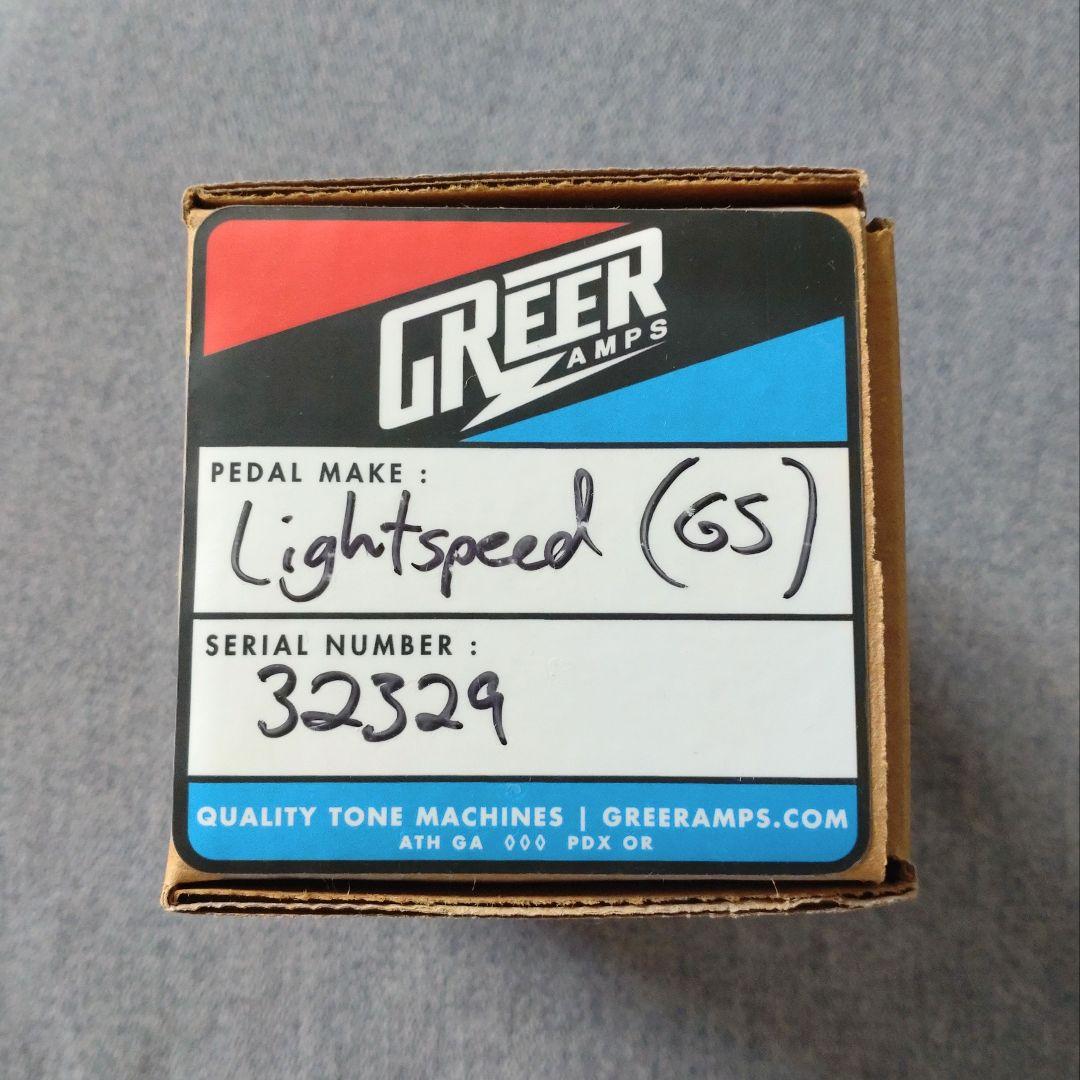 GREER
AMPS
PEDAL MAKE :
Lightspeed (GS)
SERIAL NUMBER :
32329
QUALITY TONE MACHINES | GREERAMPS.COM
ATH GA ◊◊◊ PDX OR